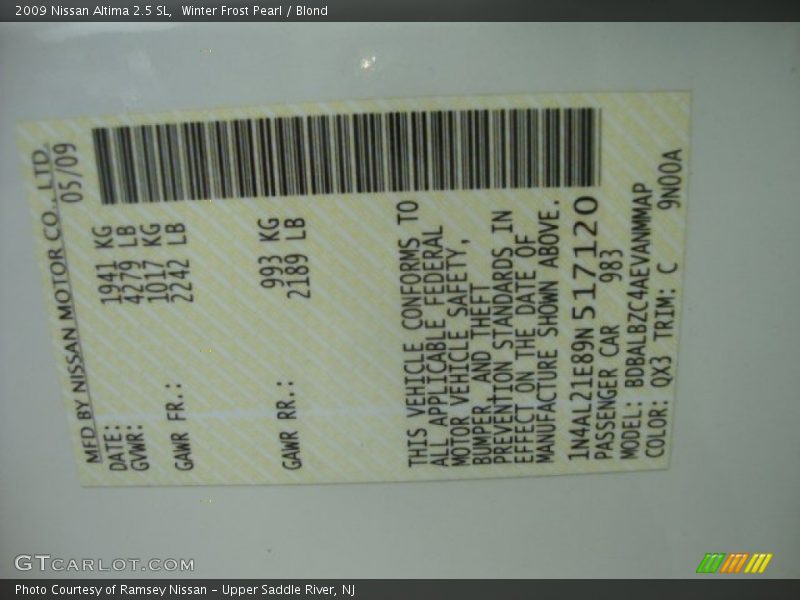 2009 Nissan Altima 2.5 SL,  Winter Frost Pearl / Blond
MFD BY NISSAN MOTOR CO., LTD.
DATE: 05/09
GVWR: 1941 KG
4279 LB
GAWR FR.: 1017 KG
2242 LB
GAWR RR.: 993 KG
2189 LB
THIS VEHICLE CONFORMS TO
ALL APPLICABLE FEDERAL
MOTOR VEHICLE SAFETY,
BUMPER, AND THEFT
PREVENTION STANDARDS IN
EFFECT ON THE DATE OF
MANUFACTURE SHOWN ABOVE.
1N4AL21E89N517120
PASSENGER CAR 983
MODEL: BDBALBZC4AEVANMMAP
COLOR: QX3 TRIM: C 9N00A
GTCARLOT.COM
Photo Courtesy of Ramsey Nissan - Upper Saddle River, NJ